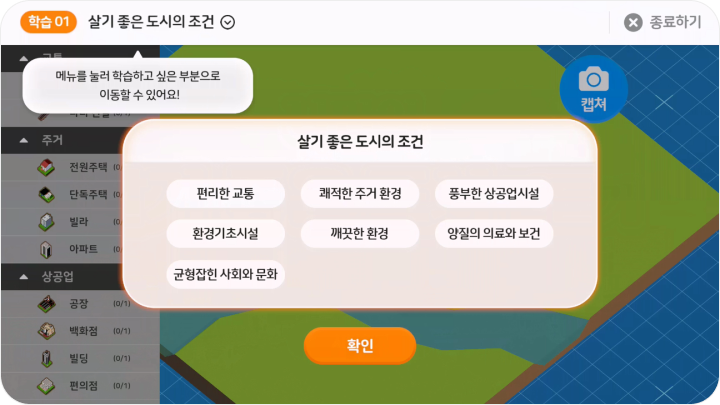 학습 01 살기 좋은 도시의 조건
종료하기
메뉴를 눌러 학습하고 싶은 부분으로
이동할 수 있어요!
캡쳐
살기 좋은 도시의 조건
편리한 교통
쾌적한 주거 환경
풍부한 상공업시설
환경기초시설
깨끗한 환경
양질의 의료와 보건
균형잡힌 사회와 문화
확인
주거
전원주택
단독주택
빌라
아파트
상공업
공장 (0/1)
백화점 (0/1)
빌딩 (0/1)
편의점 (0/1)